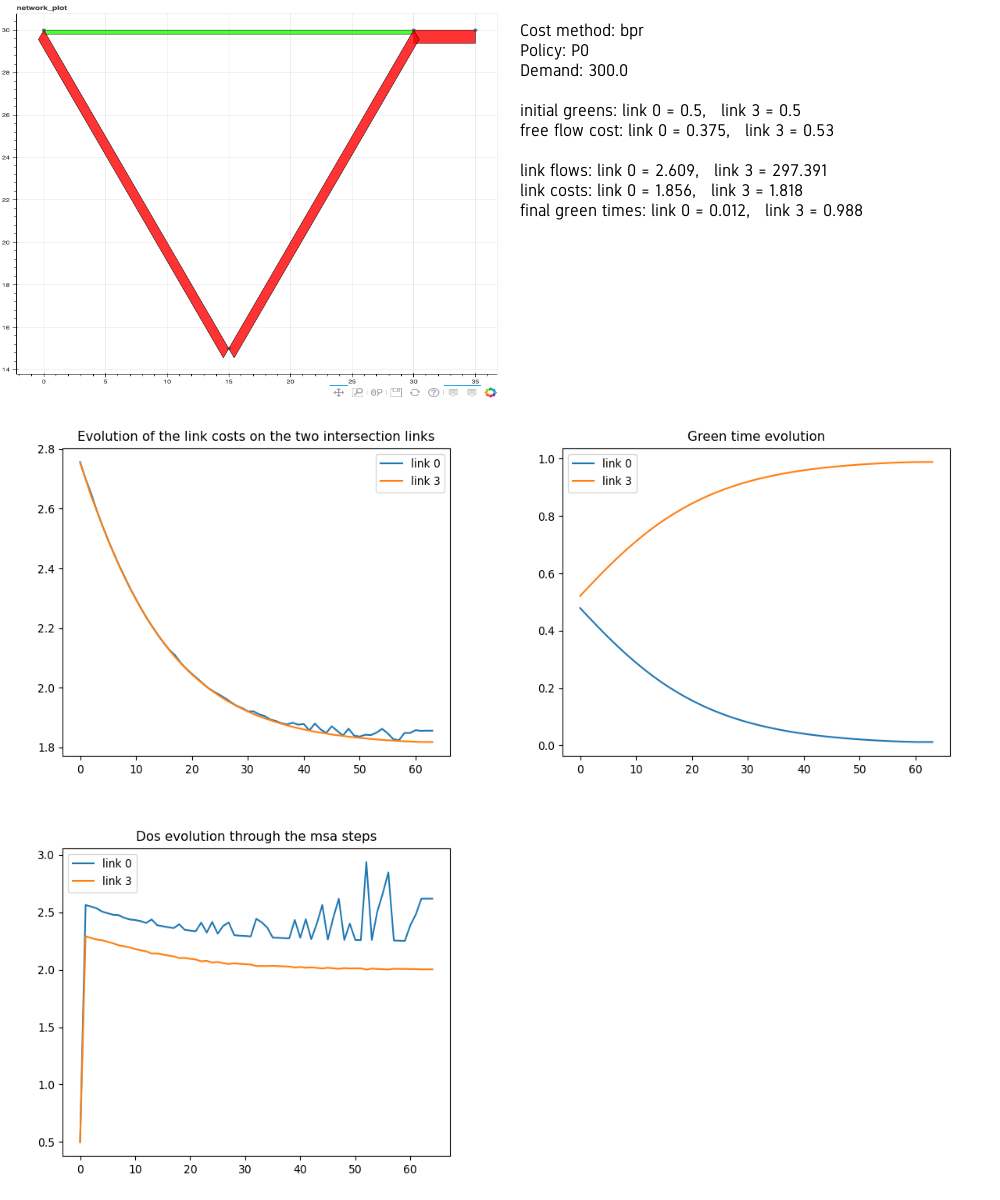 network_plot
30
28
26
24
22
20
18
16
14
0 5 10 15 20 25 30 35
Cost method: bpr
Policy: P0
Demand: 300.0
initial greens: link 0 = 0.5, link 3 = 0.5
free flow cost: link 0 = 0.375, link 3 = 0.53
link flows: link 0 = 2.609, link 3 = 297.391
link costs: link 0 = 1.856, link 3 = 1.818
final green times: link 0 = 0.012, link 3 = 0.988
Evolution of the link costs on the two intersection links
link 0
link 3
2.8
2.6
2.4
2.2
2.0
1.8
0 10 20 30 40 50 60
Green time evolution
link 0
link 3
1.0
0.8
0.6
0.4
0.2
0.0
0 10 20 30 40 50 60
Dos evolution through the msa steps
link 0
link 3
3.0
2.5
2.0
1.5
1.0
0.5
0 10 20 30 40 50 60